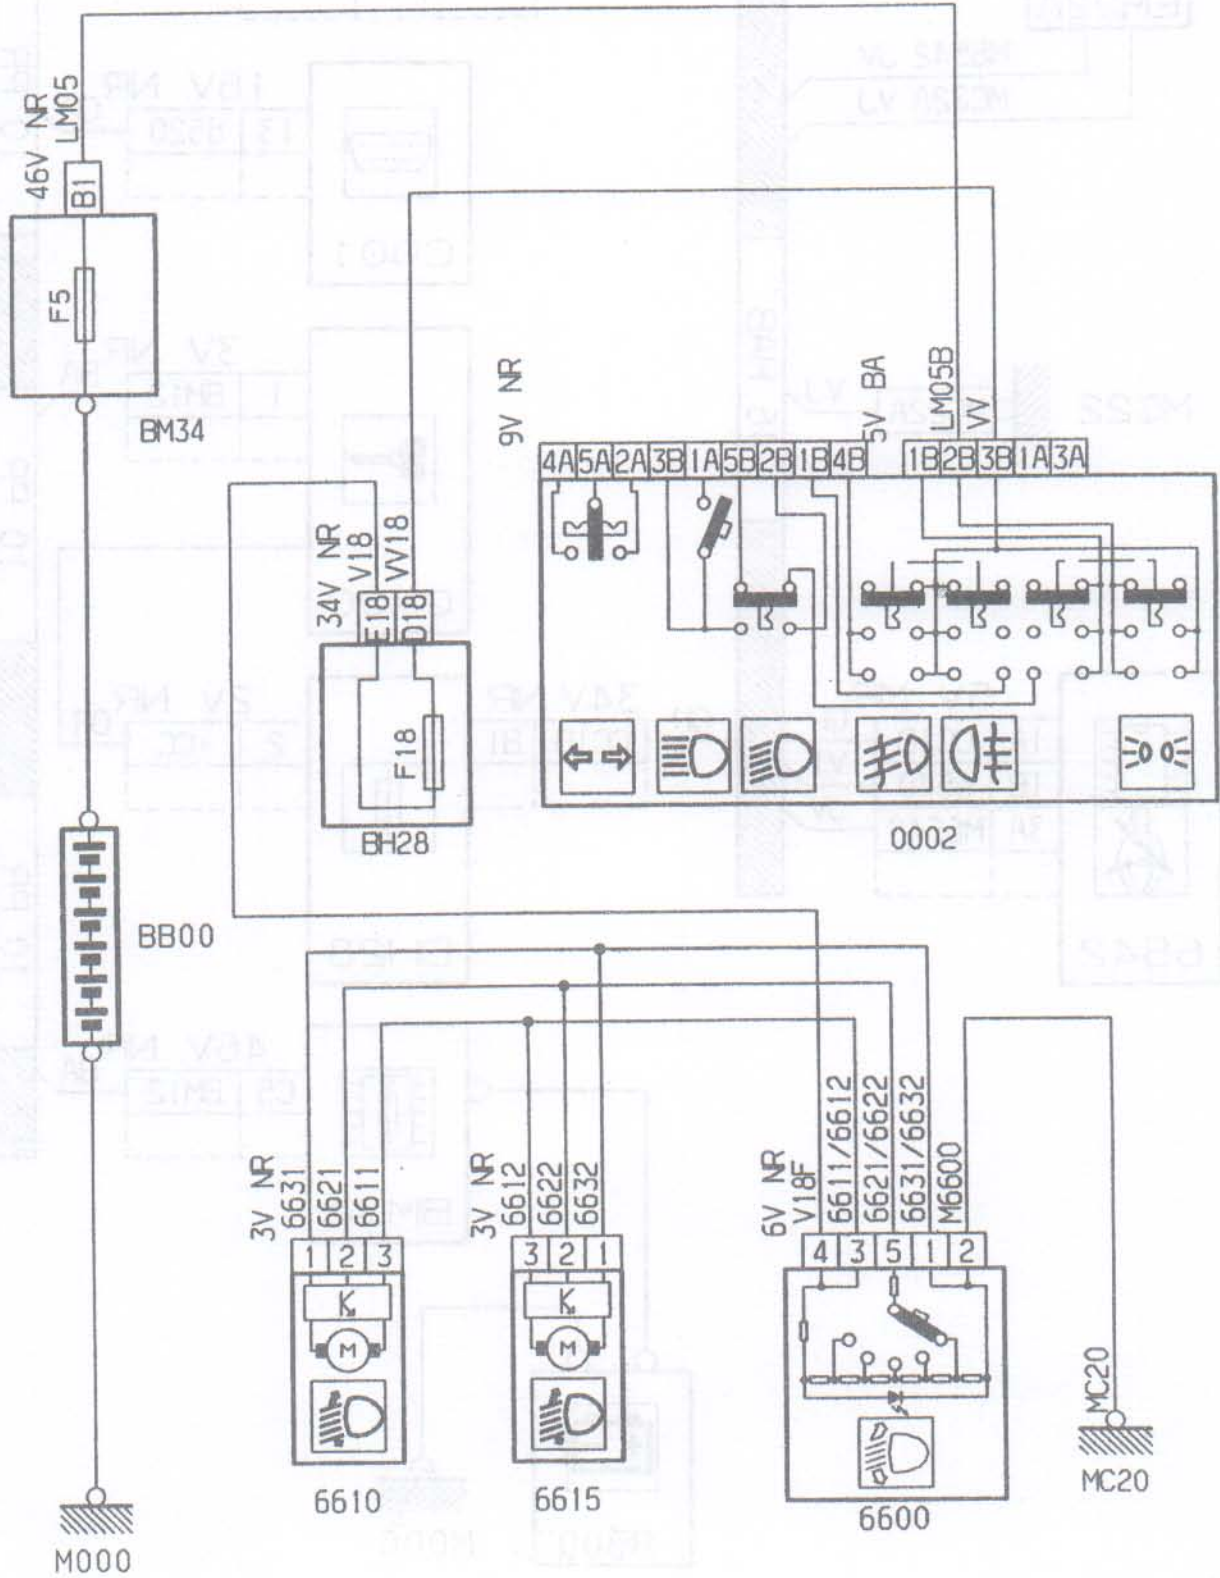 46V NR
LM05
B1
F5
BM34
9V NR
5V BA
LM05B
VV
4A 5A 2A 3B 1A 5B 2B 1B 4B
1B 2B 3B 1A 3A
34V NR
V18
VV18
E18
D18
F18
BH28
0002
BB00
3V NR
6631
6621
6611
1 2 3
K
M
6610
3V NR
6612
6622
6632
3 2 1
K
M
6615
6V NR
V18F
6611/6612
6621/6622
6631/6632
M6600
4 3 5 1 2
6600
MC20
MC20
M000